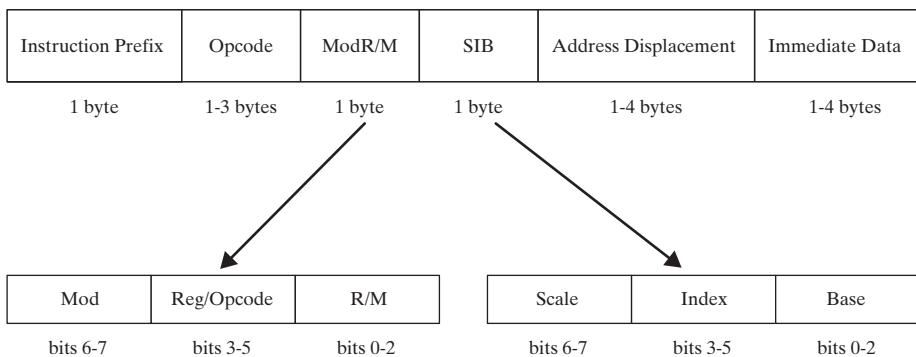 Instruction Prefix Opcode ModR/M SIB Address Displacement Immediate Data
1 byte 1-3 bytes 1 byte 1 byte 1-4 bytes 1-4 bytes
Mod Reg/Opcode R/M Scale Index Base
bits 6-7 bits 3-5 bits 0-2 bits 6-7 bits 3-5 bits 0-2